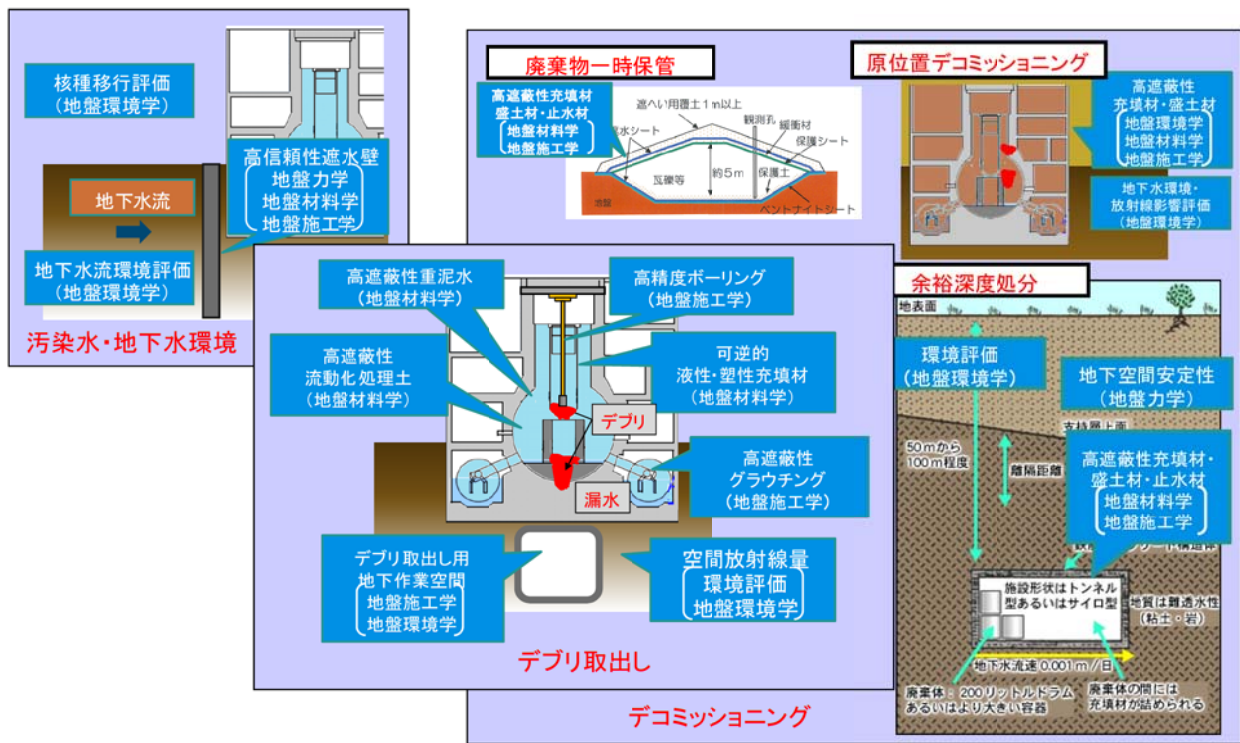 核種移行評価
(地盤環境学)
高信頼性遮水壁
地盤力学
地盤材料学
地盤施工学
地下水流
地下水流環境評価
(地盤環境学)
汚染水・地下水環境
廃棄物一時保管
高遮蔽性充填材
盛土材・止水材
地盤材料学
地盤施工学
遮へい用覆土1m以上
観測孔
緩衝材
保護シート
水シート
瓦礫等
約5m
保護土
地盤
ベントナイトシート
原位置デコミッショニング
高遮蔽性
充填材・盛土材
地盤環境学
地盤材料学
地盤施工学
地下水環境・
放射線影響評価
(地盤環境学)
高遮蔽性重泥水
(地盤材料学)
高精度ボーリング
(地盤施工学)
高遮蔽性
流動化処理土
(地盤材料学)
可逆的
液性・塑性充填材
(地盤材料学)
デブリ
高遮蔽性
グラウチング
(地盤施工学)
漏水
デブリ取出し用
地下作業空間
地盤施工学
地盤環境学
空間放射線量
環境評価
地盤環境学
デブリ取出し
余裕深度処分
地表面
環境評価
(地盤環境学)
地下空間安定性
(地盤力学)
支持層上面
50mから
100m程度
離隔距離
高遮蔽性充填材・
盛土材・止水材
地盤材料学
地盤施工学
施設形状はトンネル
型あるいはサイロ型
地質は難透水性
(粘土・岩)
地下水流速0.001m/日
廃棄体:200リットルドラム
あるいはより大きい容器
廃棄体の間には
充填材が詰められる
デコミッショニング